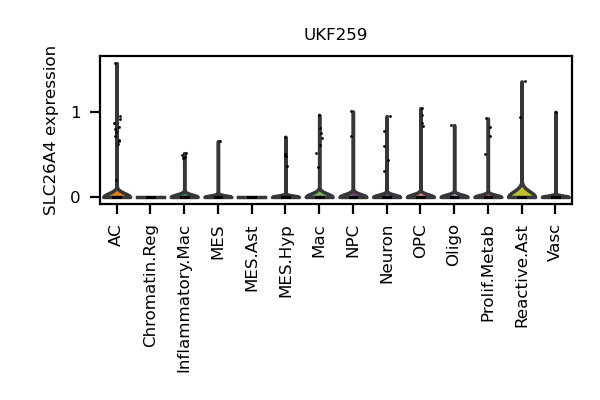 UKF259
SLC26A4 expression
1
0
AC
Chromatin.Reg
Inflammatory.Mac
MES
MES.Ast
MES.Hyp
Mac
NPC
Neuron
OPC
Oligo
Prolif.Metab
Reactive.Ast
Vasc